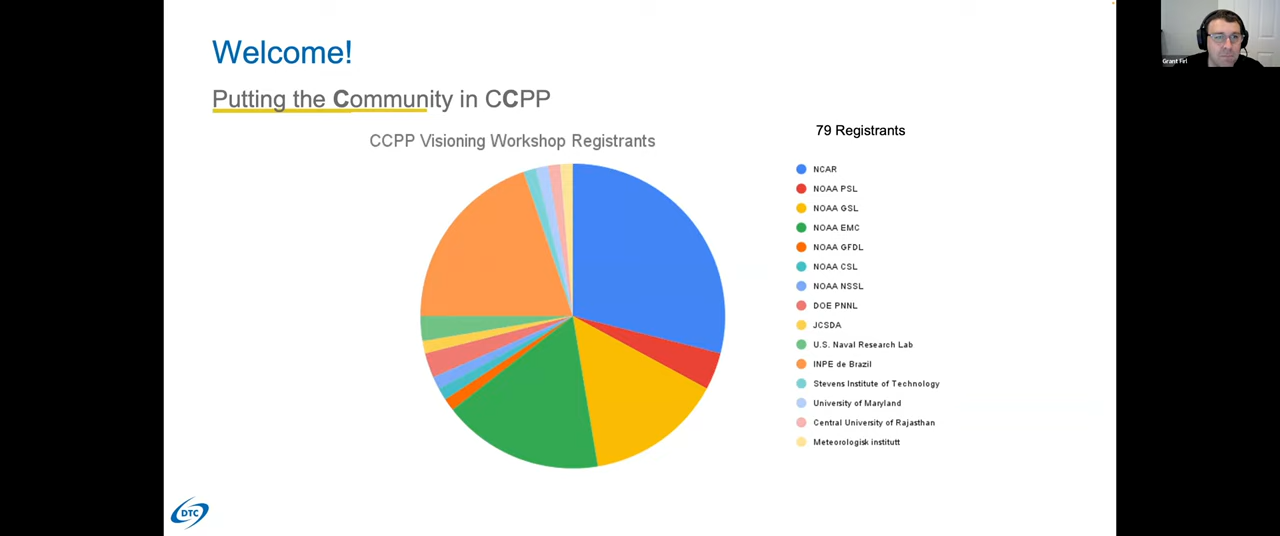 Welcome!
Putting the Community in CCPP
CCPP Visioning Workshop Registrants
79 Registrants
NCAR
NOAA PSL
NOAA GSL
NOAA EMC
NOAA GFDL
NOAA CSL
NOAA NSSL
DOE PNNL
JCSDA
U.S. Naval Research Lab
INPE de Brazil
Stevens Institute of Technology
University of Maryland
Central University of Rajasthan
Meteorologisk institutt
DTC
Grant Firl